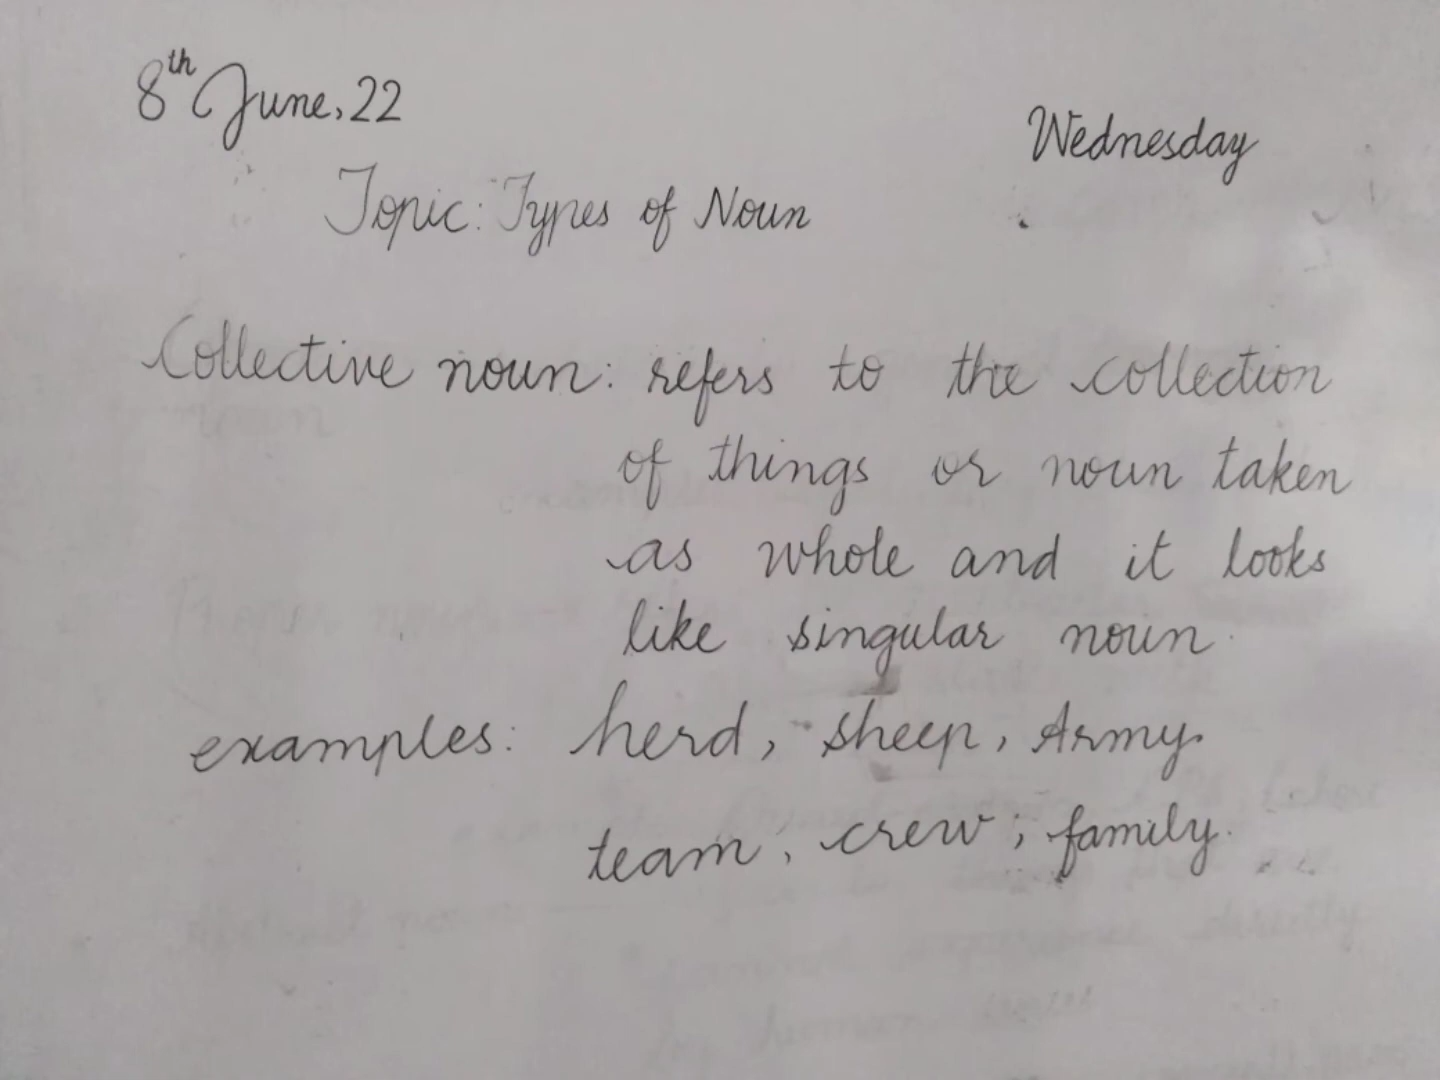 8th June, 22
Wednesday
Topic: Types of Noun
Collective noun: refers to the collection
of things or noun taken
as whole and it looks
like singular noun.
examples: herd, sheep, Army.
team, crew; family.